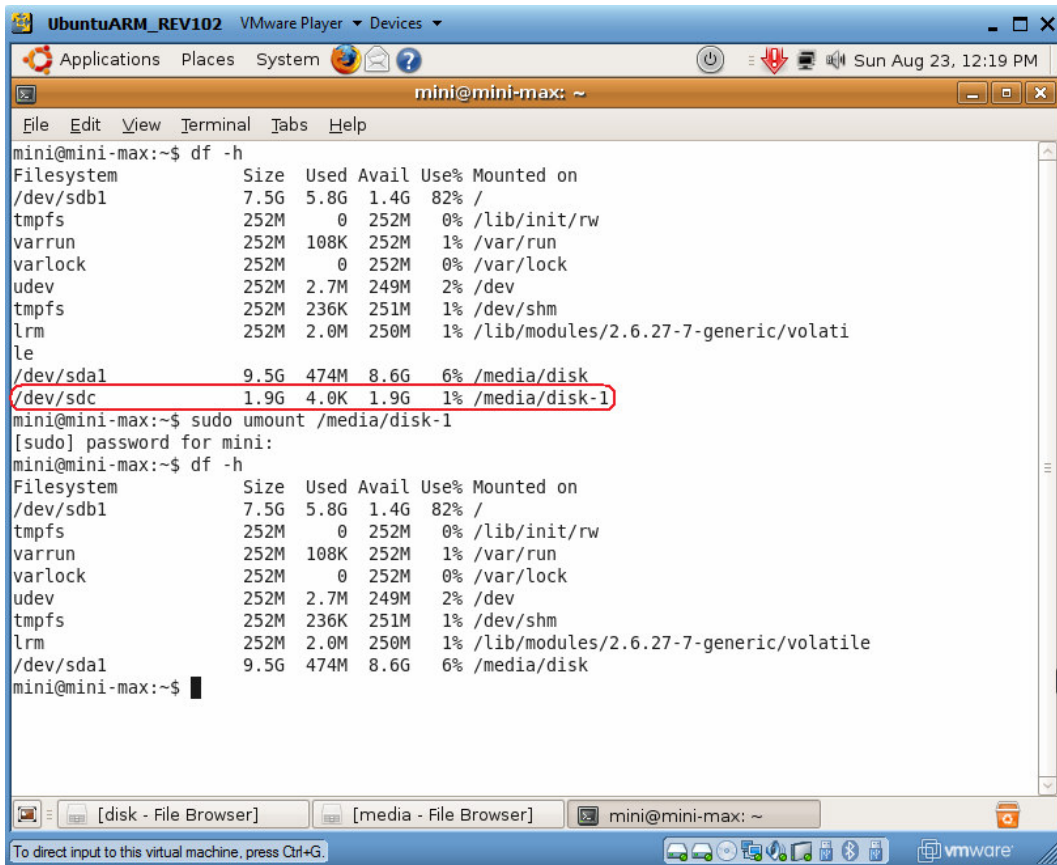 UbuntuARM_REV102 VMware Player Devices
Applications Places System Sun Aug 23, 12:19 PM
mini@mini-max: ~
File Edit View Terminal Tabs Help
mini@mini-max:~$ df -h
Filesystem Size Used Avail Use% Mounted on
/dev/sdb1 7.5G 5.8G 1.4G 82% /
tmpfs 252M 0 252M 0% /lib/init/rw
varrun 252M 108K 252M 1% /var/run
varlock 252M 0 252M 0% /var/lock
udev 252M 2.7M 249M 2% /dev
tmpfs 252M 236K 251M 1% /dev/shm
lrm 252M 2.0M 250M 1% /lib/modules/2.6.27-7-generic/volati
le
/dev/sda1 9.5G 474M 8.6G 6% /media/disk
/dev/sdc 1.9G 4.0K 1.9G 1% /media/disk-1
mini@mini-max:~$ sudo umount /media/disk-1
[sudo] password for mini:
mini@mini-max:~$ df -h
Filesystem Size Used Avail Use% Mounted on
/dev/sdb1 7.5G 5.8G 1.4G 82% /
tmpfs 252M 0 252M 0% /lib/init/rw
varrun 252M 108K 252M 1% /var/run
varlock 252M 0 252M 0% /var/lock
udev 252M 2.7M 249M 2% /dev
tmpfs 252M 236K 251M 1% /dev/shm
lrm 252M 2.0M 250M 1% /lib/modules/2.6.27-7-generic/volatile
/dev/sda1 9.5G 474M 8.6G 6% /media/disk
mini@mini-max:~$
[disk - File Browser] [media - File Browser] mini@mini-max: ~
To direct input to this virtual machine, press Ctrl+G. vmware